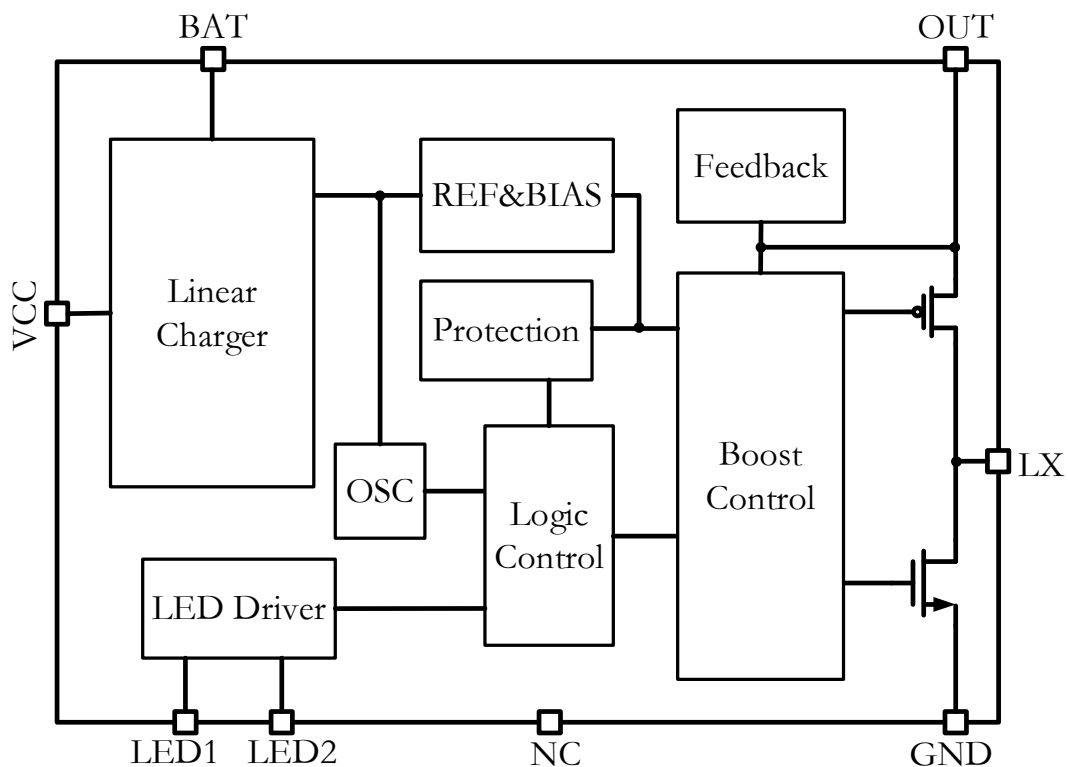 BAT
OUT
Feedback
REF&BIAS
VCC
Linear
Charger
Protection
Boost
Control
LX
OSC
Logic
Control
LED Driver
LED1
LED2
NC
GND